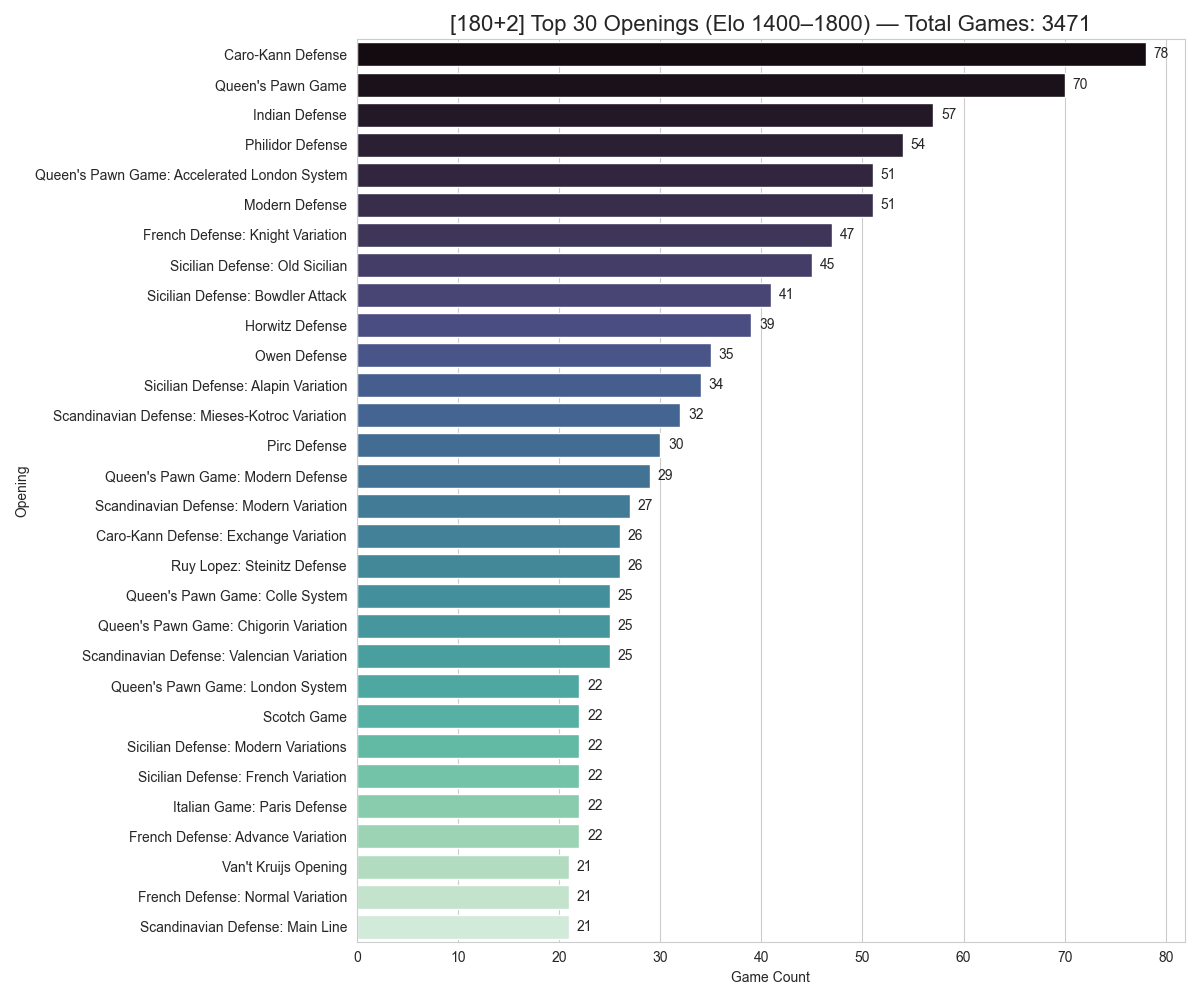 [180+2] Top 30 Openings (Elo 1400–1800) — Total Games: 3471
Caro-Kann Defense 78
Queen's Pawn Game 70
Indian Defense 57
Philidor Defense 54
Queen's Pawn Game: Accelerated London System 51
Modern Defense 51
French Defense: Knight Variation 47
Sicilian Defense: Old Sicilian 45
Sicilian Defense: Bowdler Attack 41
Horwitz Defense 39
Owen Defense 35
Sicilian Defense: Alapin Variation 34
Scandinavian Defense: Mieses-Kotroc Variation 32
Pirc Defense 30
Queen's Pawn Game: Modern Defense 29
Scandinavian Defense: Modern Variation 27
Caro-Kann Defense: Exchange Variation 26
Ruy Lopez: Steinitz Defense 26
Queen's Pawn Game: Colle System 25
Queen's Pawn Game: Chigorin Variation 25
Scandinavian Defense: Valencian Variation 25
Queen's Pawn Game: London System 22
Scotch Game 22
Sicilian Defense: Modern Variations 22
Sicilian Defense: French Variation 22
Italian Game: Paris Defense 22
French Defense: Advance Variation 22
Van't Kruijs Opening 21
French Defense: Normal Variation 21
Scandinavian Defense: Main Line 21
Opening
0 10 20 30 40 50 60 70 80
Game Count